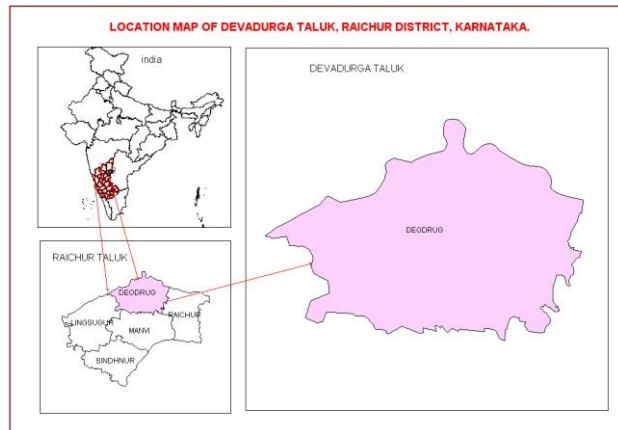 LOCATION MAP OF DEVADURGA TALUK, RAICHUR DISTRICT, KARNATAKA.
india
DEVADURGA TALUK
DEODRUG
RAICHUR TALUK
DEODRUG
LINGSUGUR
RAICHUR
MANVI
SINDHNUR